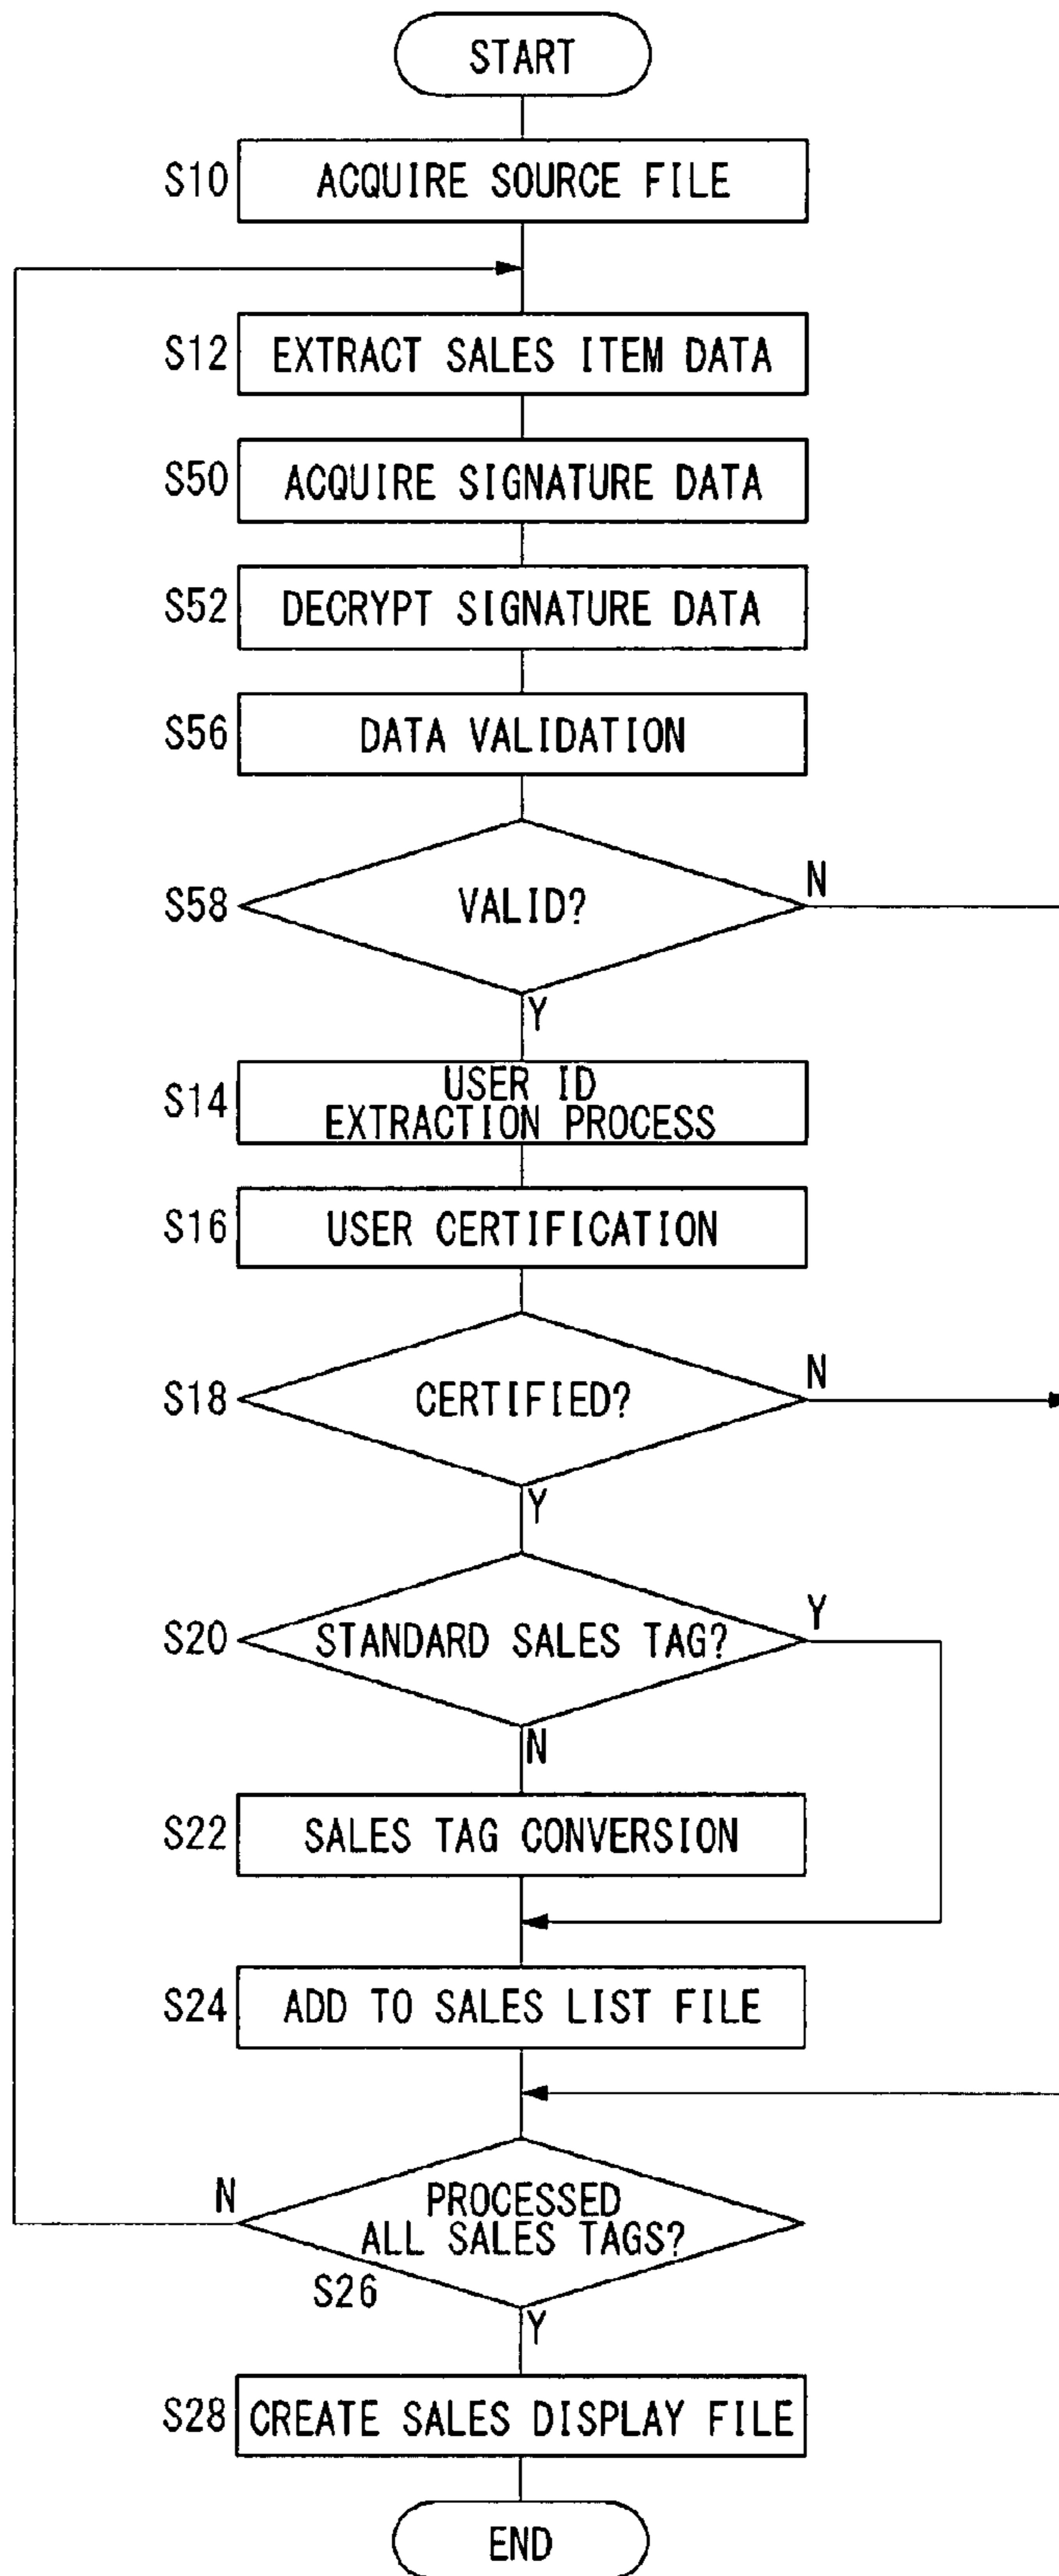 START
S10 ACQUIRE SOURCE FILE
S12 EXTRACT SALES ITEM DATA
S50 ACQUIRE SIGNATURE DATA
S52 DECRYPT SIGNATURE DATA
S56 DATA VALIDATION
S58 VALID? N
Y
S14 USER ID
EXTRACTION PROCESS
S16 USER CERTIFICATION
S18 CERTIFIED? N
Y
S20 STANDARD SALES TAG? Y
N
S22 SALES TAG CONVERSION
S24 ADD TO SALES LIST FILE
N PROCESSED
ALL SALES TAGS?
S26
Y
S28 CREATE SALES DISPLAY FILE
END